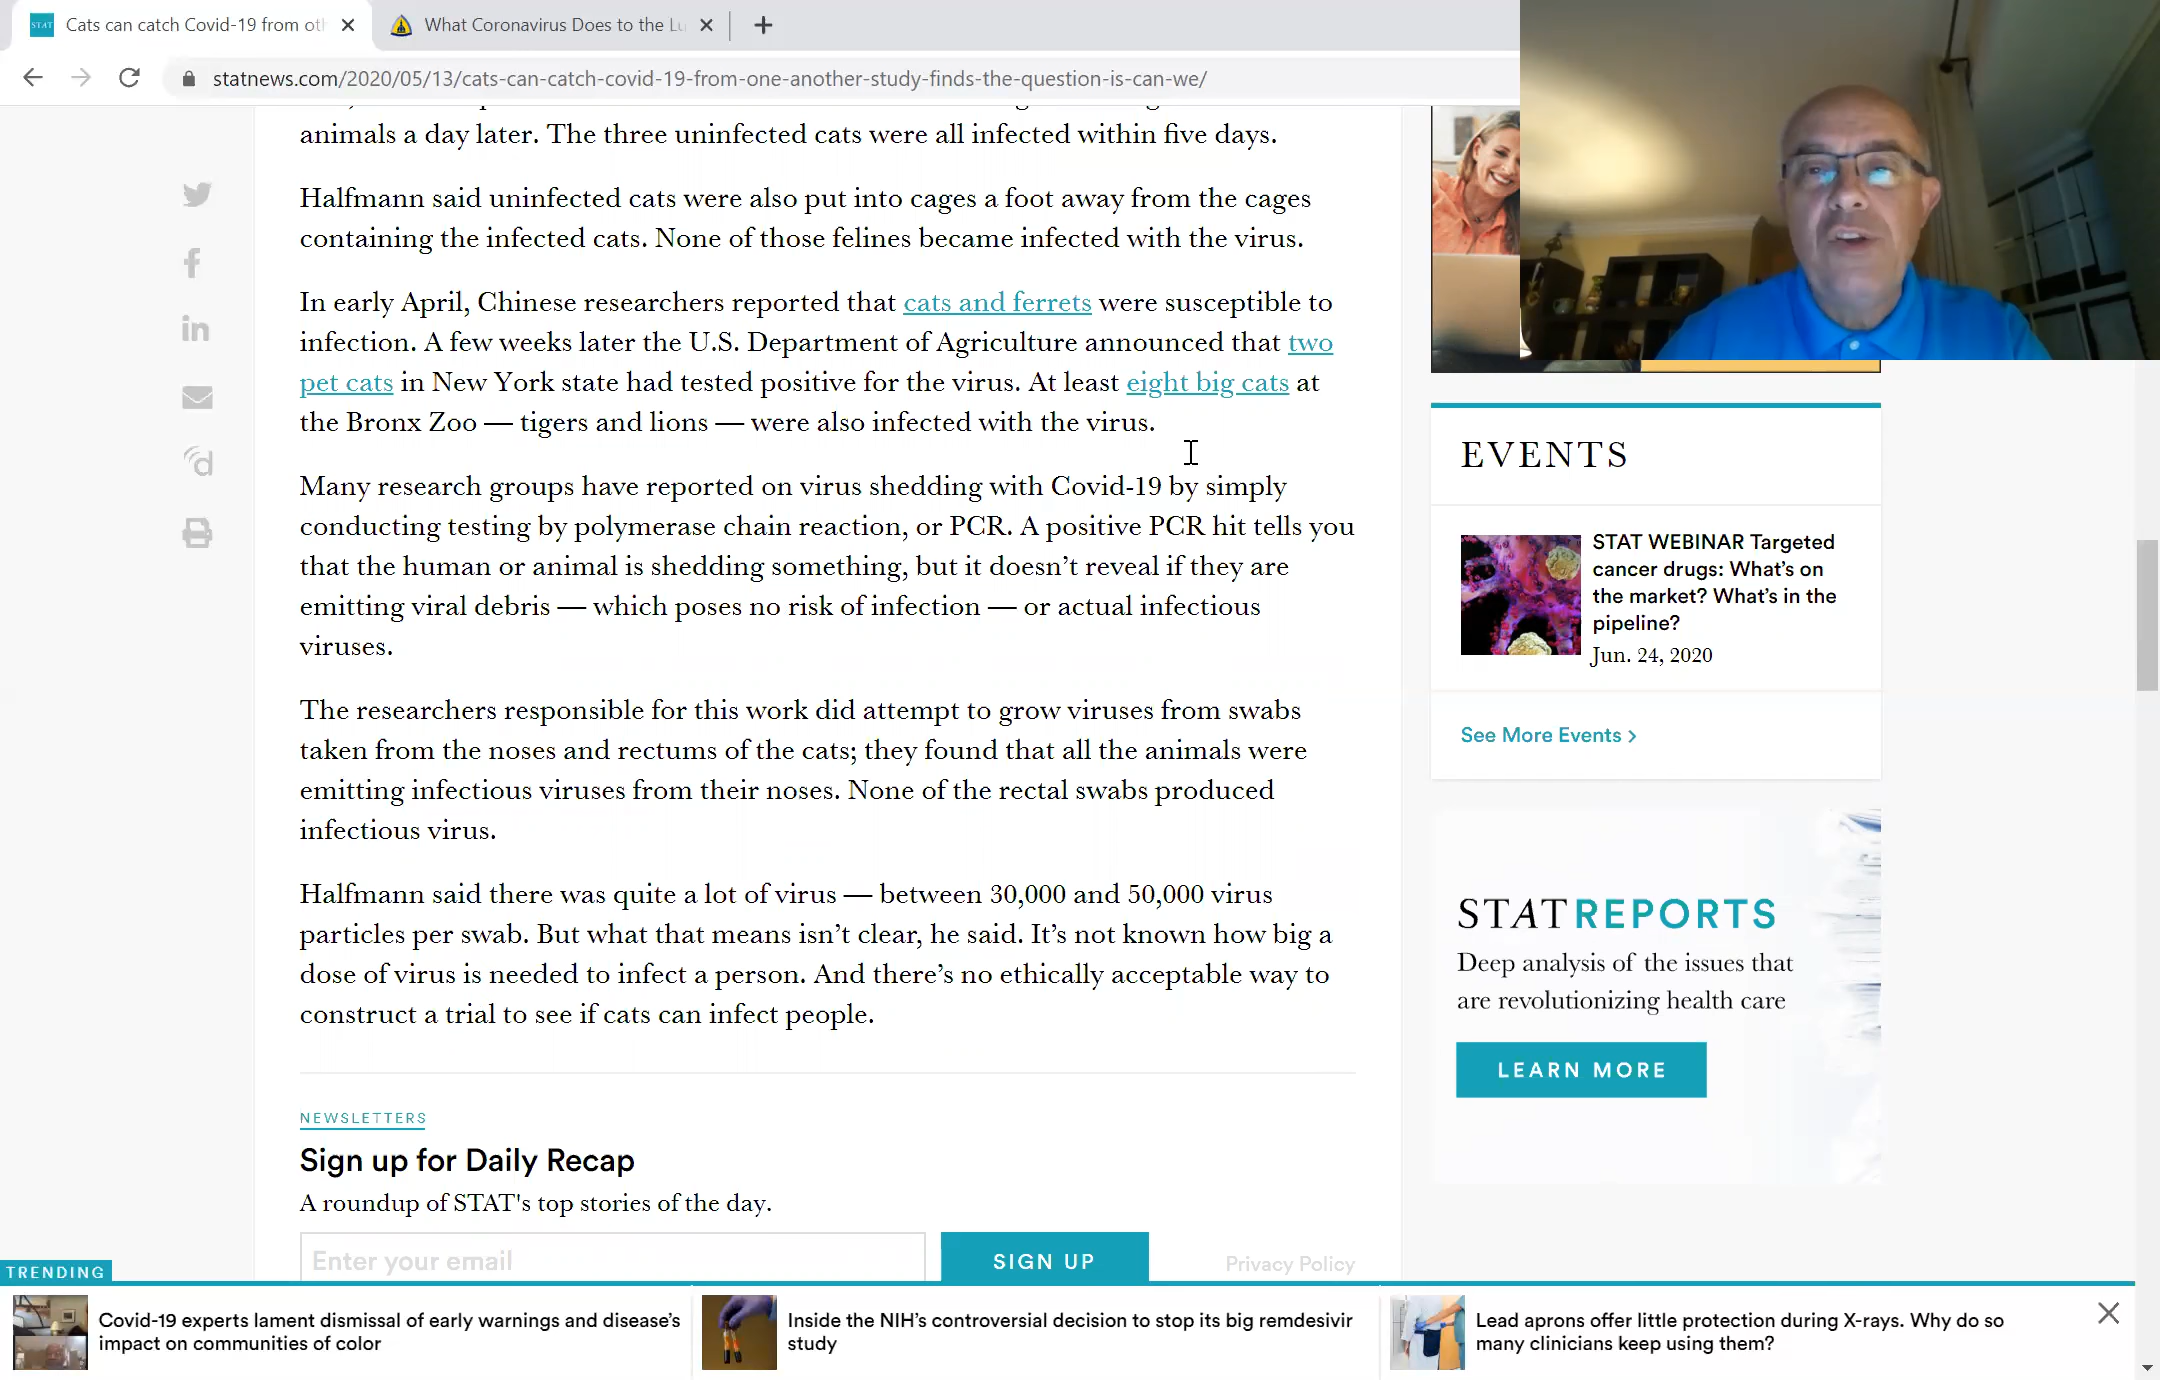 STAT
Cats can catch Covid-19 from ot
What Coronavirus Does to the Lu
statnews.com/2020/05/13/cats-can-catch-covid-19-from-one-another-study-finds-the-question-is-can-we/
animals a day later. The three uninfected cats were all infected within five days.
Halfmann said uninfected cats were also put into cages a foot away from the cages
containing the infected cats. None of those felines became infected with the virus.
In early April, Chinese researchers reported that cats and ferrets were susceptible to
infection. A few weeks later the U.S. Department of Agriculture announced that two
pet cats in New York state had tested positive for the virus. At least eight big cats at
the Bronx Zoo — tigers and lions — were also infected with the virus.
Many research groups have reported on virus shedding with Covid-19 by simply
conducting testing by polymerase chain reaction, or PCR. A positive PCR hit tells you
that the human or animal is shedding something, but it doesn’t reveal if they are
emitting viral debris — which poses no risk of infection — or actual infectious
viruses.
The researchers responsible for this work did attempt to grow viruses from swabs
taken from the noses and rectums of the cats; they found that all the animals were
emitting infectious viruses from their noses. None of the rectal swabs produced
infectious virus.
Halfmann said there was quite a lot of virus — between 30,000 and 50,000 virus
particles per swab. But what that means isn’t clear, he said. It’s not known how big a
dose of virus is needed to infect a person. And there’s no ethically acceptable way to
construct a trial to see if cats can infect people.
NEWSLETTERS
Sign up for Daily Recap
A roundup of STAT's top stories of the day.
Enter your email
SIGN UP
Privacy Policy
EVENTS
STAT WEBINAR Targeted
cancer drugs: What’s on
the market? What’s in the
pipeline?
Jun. 24, 2020
See More Events
STATREPORTS
Deep analysis of the issues that
are revolutionizing health care
LEARN MORE
TRENDING
Covid-19 experts lament dismissal of early warnings and disease’s
impact on communities of color
Inside the NIH’s controversial decision to stop its big remdesivir
study
Lead aprons offer little protection during X-rays. Why do so
many clinicians keep using them?